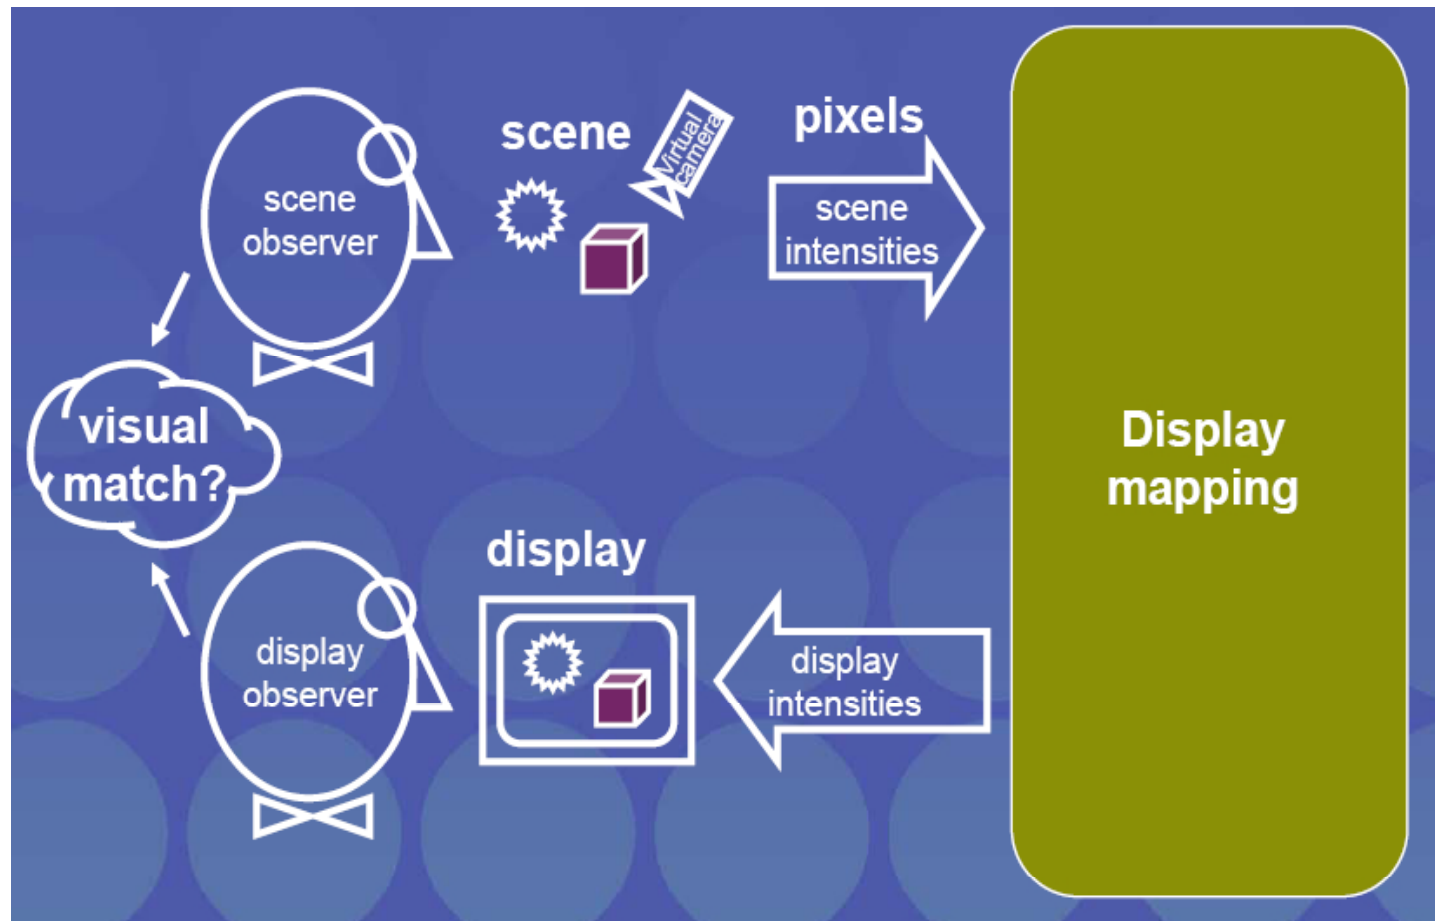 scene
observer
scene
Virtual
camera
pixels
scene
intensities
Display
mapping
visual
match?
display
observer
display
display
intensities